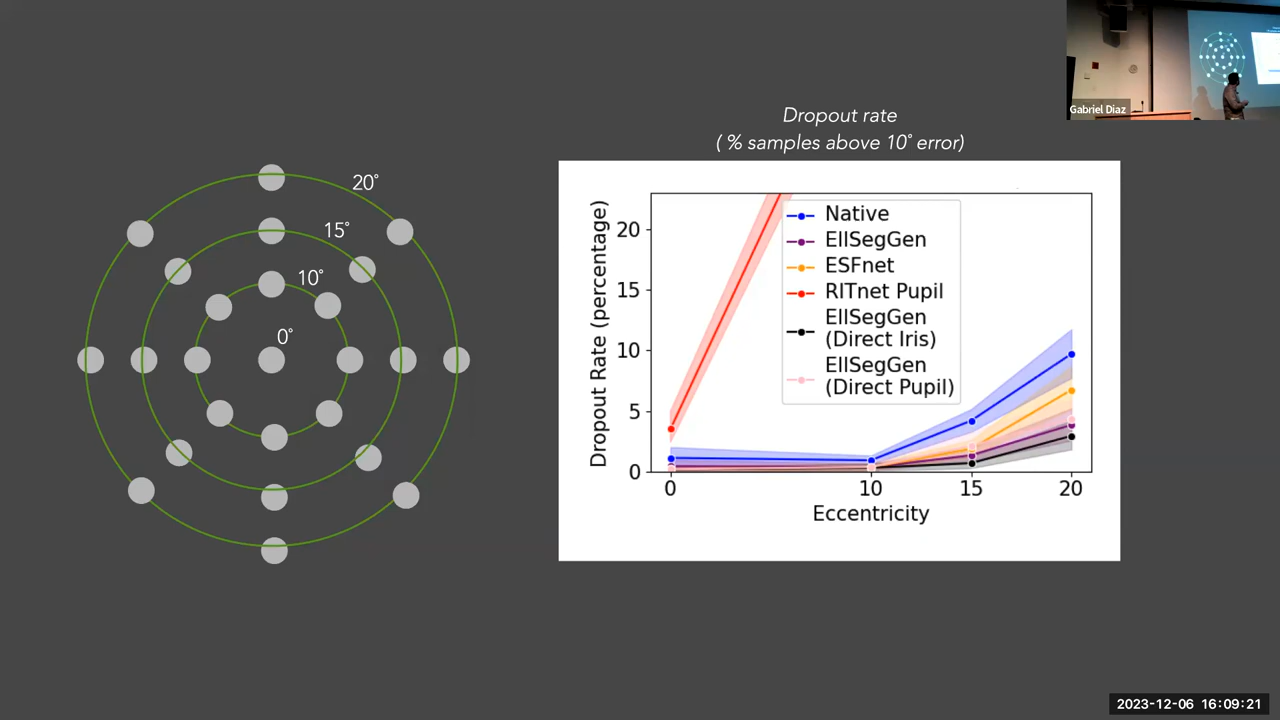 Gabriel Diaz
Dropout rate
( % samples above 10° error)
20°
15°
10°
0°
Dropout Rate (percentage)
20
15
10
5
0
Native
EllSegGen
ESFnet
RITnet Pupil
EllSegGen
(Direct Iris)
EllSegGen
(Direct Pupil)
0 10 15 20
Eccentricity
2023-12-06 16:09:21